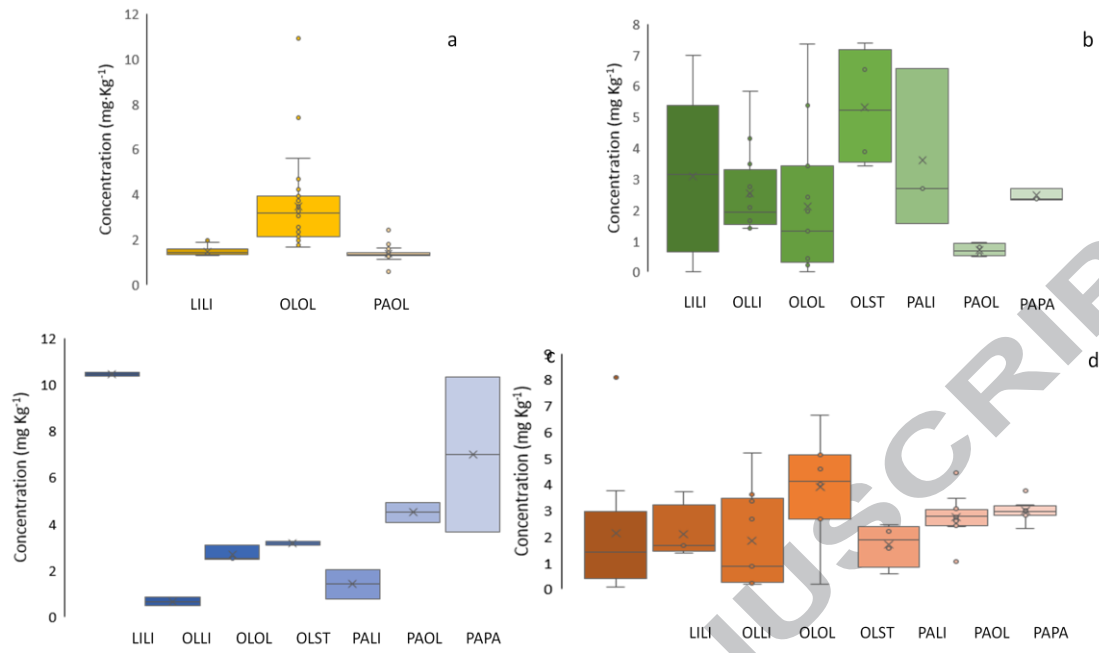 a
12
10
8
6
4
2
0
Concentration (mg·Kg⁻¹)
LILI OLOL PAOL
b
8
7
6
5
4
3
2
1
0
Concentration (mg Kg⁻¹)
LILI OLLI OLOL OLST PALI PAOL PAPA
c
12
10
8
6
4
2
0
Concentration (mg Kg⁻¹)
LILI OLLI OLOL OLST PALI PAOL PAPA
d
9
8
7
6
5
4
3
2
1
0
Concentration (mg Kg⁻¹)
LILI OLLI OLOL OLST PALI PAOL PAPA